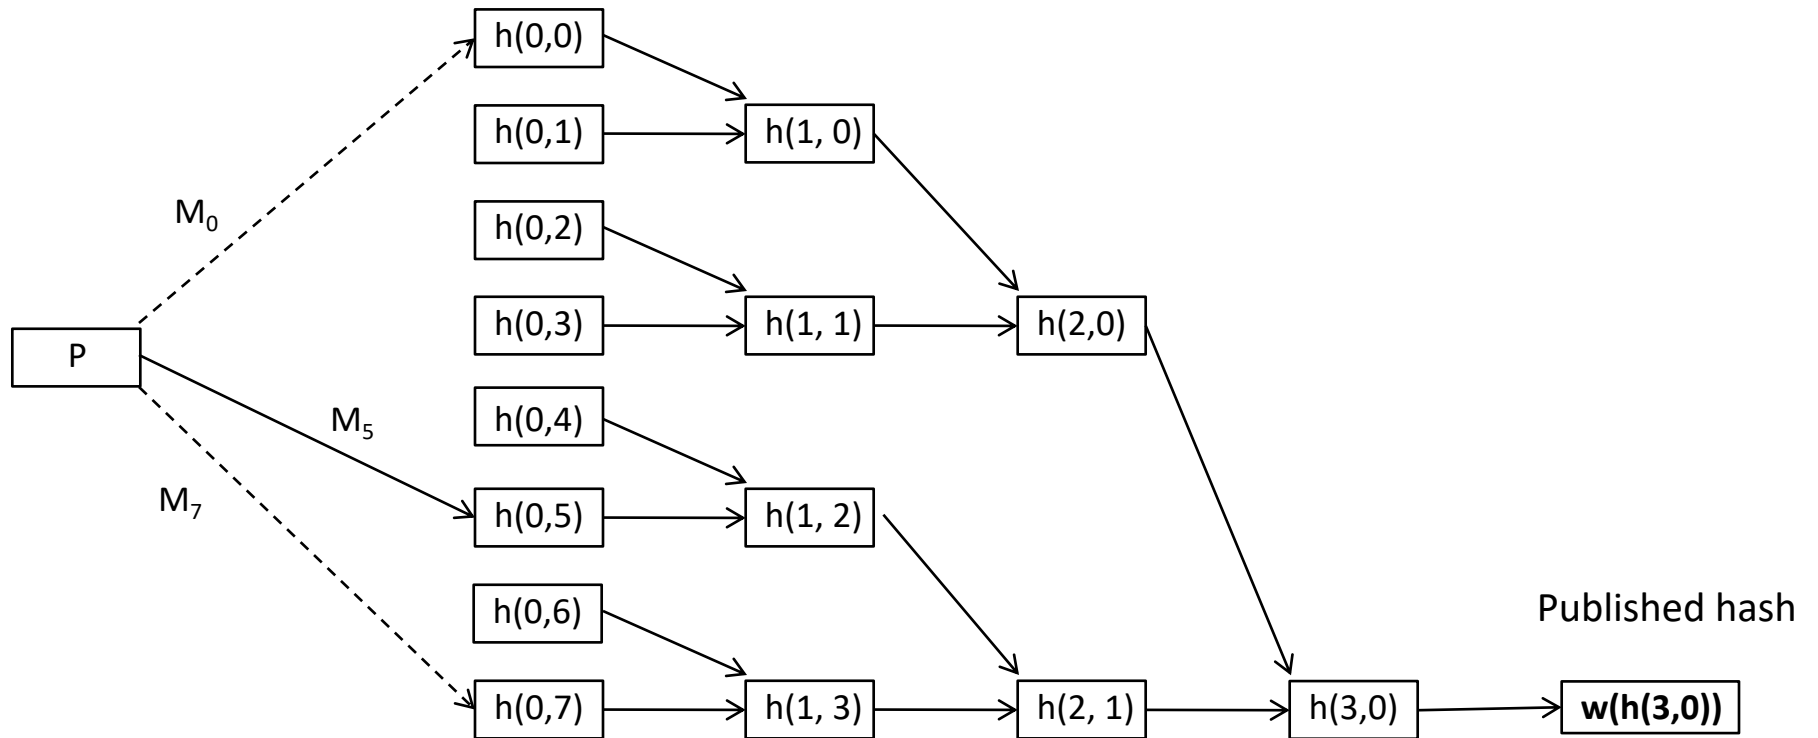 h(0,0)
h(0,1)
h(1, 0)
M₀
h(0,2)
h(0,3)
h(1, 1)
h(2,0)
P
h(0,4)
M₅
M₇
h(0,5)
h(1, 2)
h(0,6)
Published hash
h(0,7)
h(1, 3)
h(2, 1)
h(3,0)
w(h(3,0))